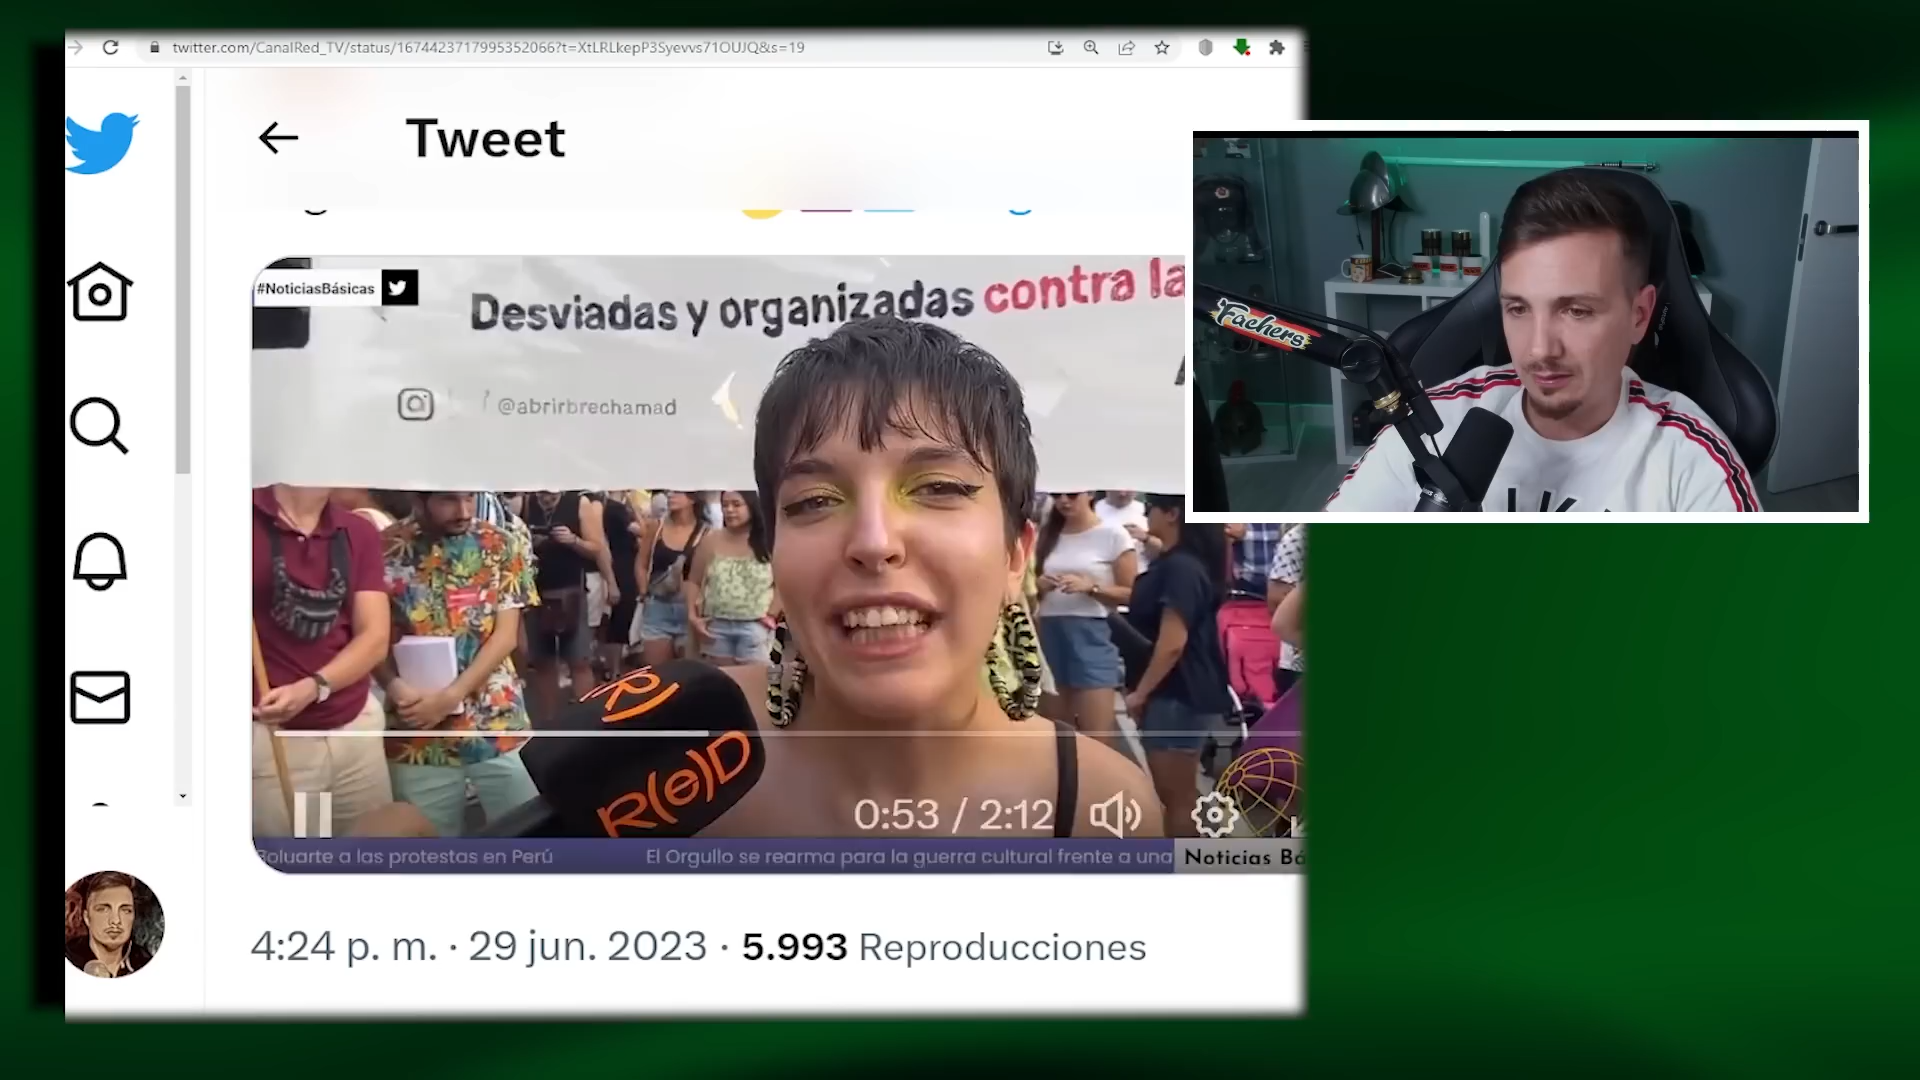 twitter.com/CanalRed_TV/status/1674423717995352066?t=XtLRLkepP3Syevvs71OUJQ&s=19
Tweet
#NoticiasBásicas
Desviadas y organizadas contra la
@abrirbrechamad
Fachers
R(e)D
0:53 / 2:12
Boluarte a las protestas en Perú El Orgullo se rearma para la guerra cultural frente a una
Noticias Bá
4:24 p. m. · 29 jun. 2023 · 5.993 Reproducciones